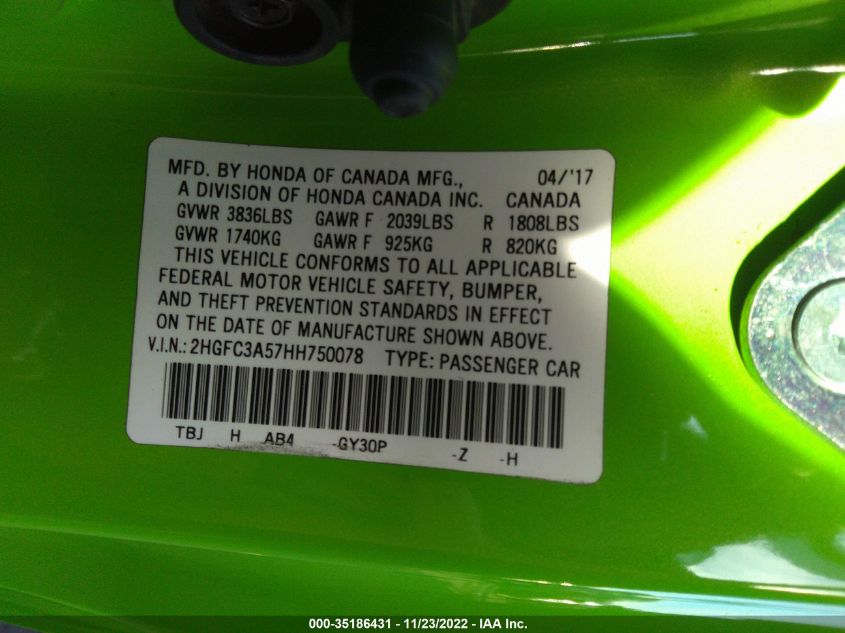 MFD. BY HONDA OF CANADA MFG., 04/'17
A DIVISION OF HONDA CANADA INC. CANADA
GVWR 3836LBS GAWR F 2039LBS R 1808LBS
GVWR 1740KG GAWR F 925KG R 820KG
THIS VEHICLE CONFORMS TO ALL APPLICABLE
FEDERAL MOTOR VEHICLE SAFETY, BUMPER,
AND THEFT PREVENTION STANDARDS IN EFFECT
ON THE DATE OF MANUFACTURE SHOWN ABOVE.
V.I.N.: 2HGFC3A57HH750078 TYPE: PASSENGER CAR
TBJ H AB4 -GY30P -Z -H
000-35186431 - 11/23/2022 - IAA Inc.